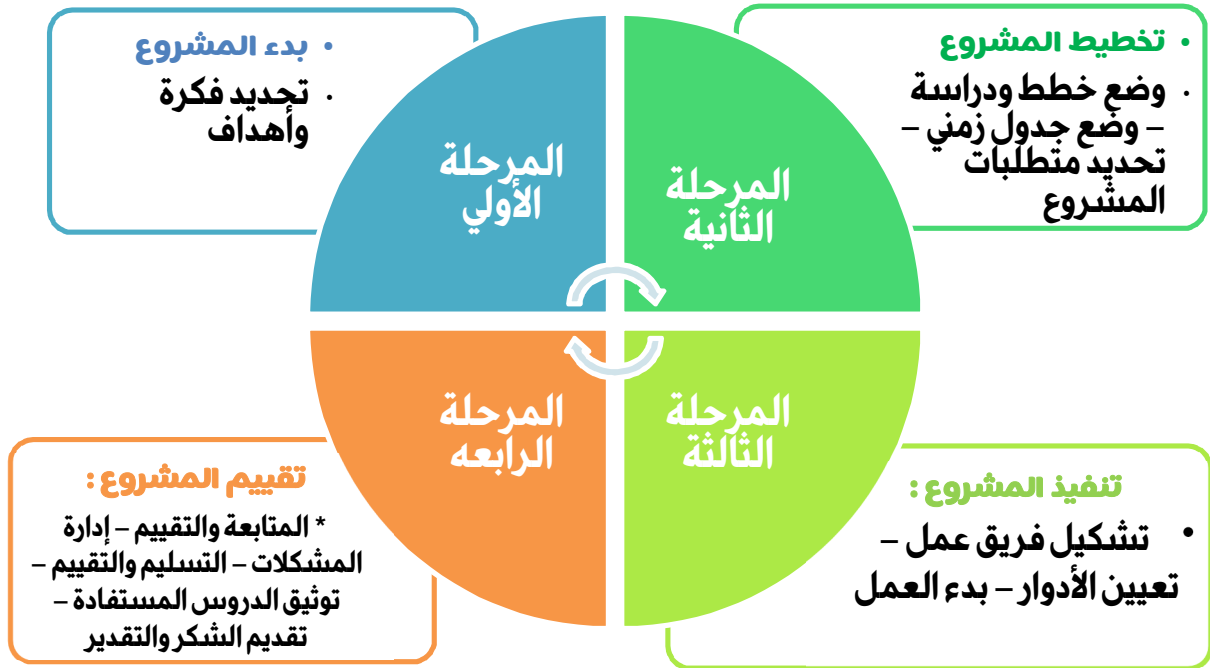 • بدء المشروع
• تحديد فكرة
وأهداف
المرحلة
الأولي
• تخطيط المشروع
• وضع خطط ودراسة
– وضع جدول زمني –
تحديد متطلبات
المشروع
المرحلة
الثانية
المرحلة
الثالثة
تنفيذ المشروع :
• تشكيل فريق عمل –
تعيين الأدوار – بدء العمل
المرحلة
الرابعه
تقييم المشروع :
* المتابعة والتقييم – إدارة
المشكلات – التسليم والتقييم –
توثيق الدروس المستفادة –
تقديم الشكر والتقدير